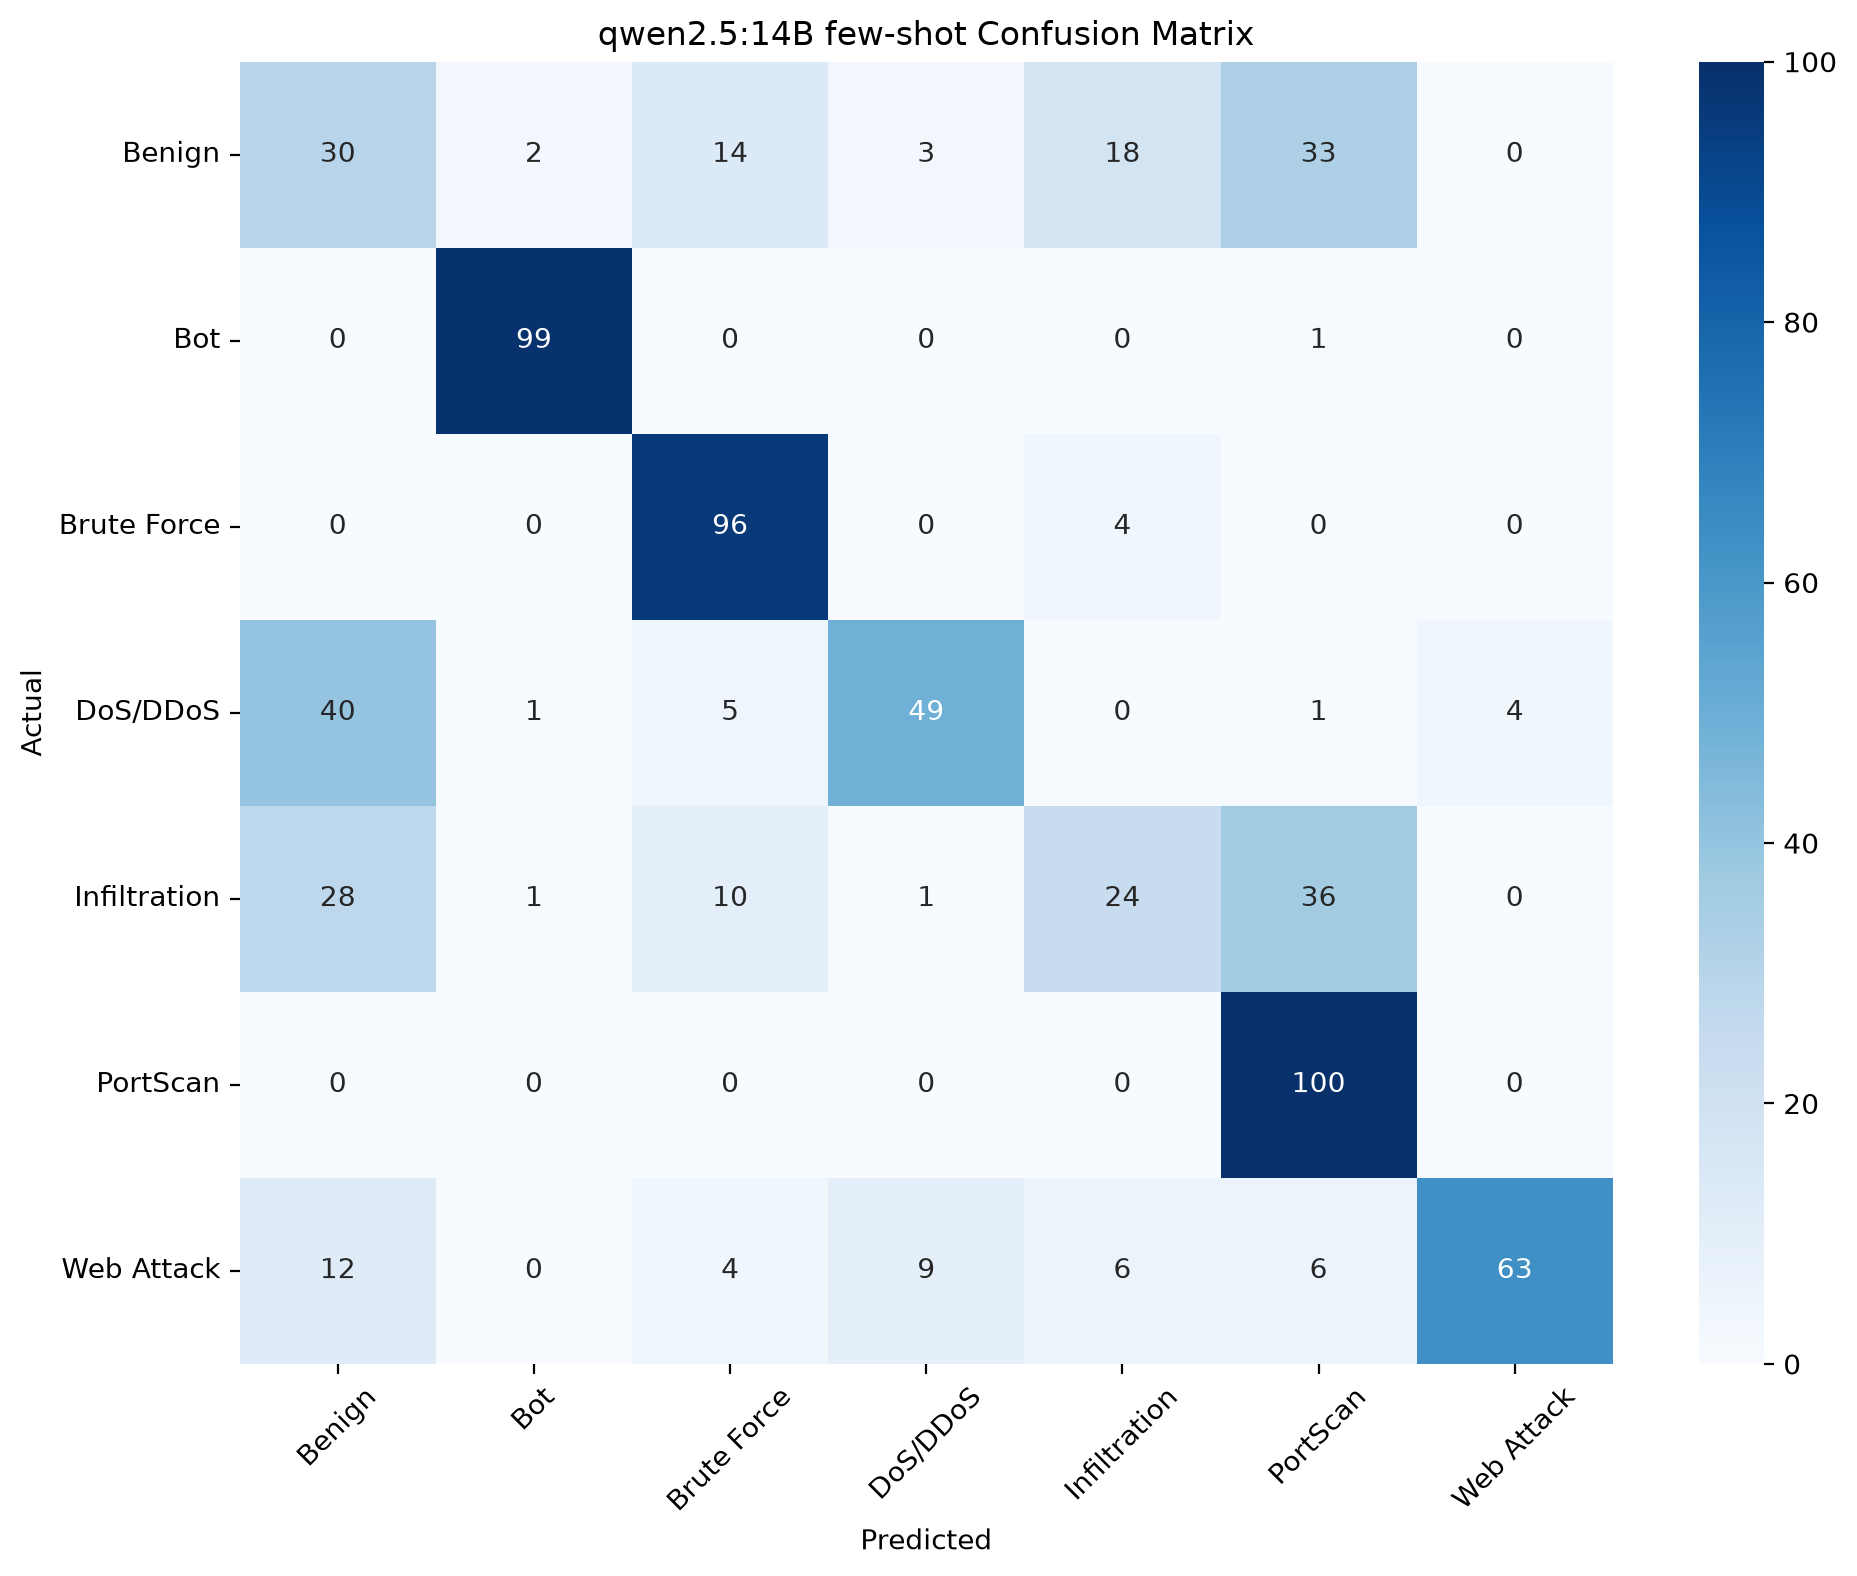 qwen2.5:14B few-shot Confusion Matrix
Benign 30 2 14 3 18 33 0
Bot 0 99 0 0 0 1 0
Brute Force 0 0 96 0 4 0 0
DoS/DDoS 40 1 5 49 0 1 4
Infiltration 28 1 10 1 24 36 0
PortScan 0 0 0 0 0 100 0
Web Attack 12 0 4 9 6 6 63
Actual
Benign Bot Brute Force DoS/DDoS Infiltration PortScan Web Attack
Predicted
100
80
60
40
20
0